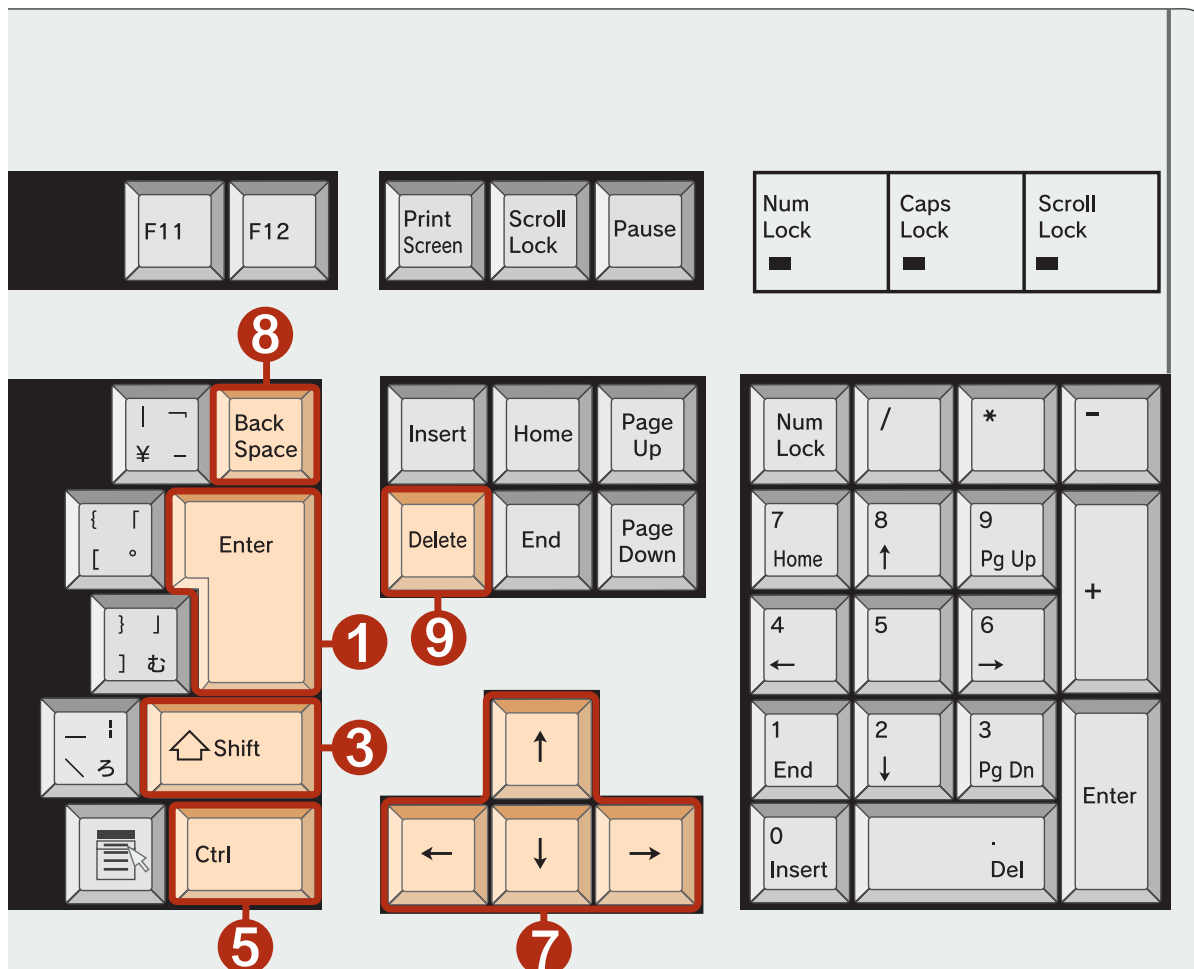 F11
F12
Print
Screen
Scroll
Lock
Pause
Num
Lock
Caps
Lock
Scroll
Lock
8
| ¬
¥ −
Back
Space
Insert
Home
Page
Up
Num
Lock
/
*
-
{ 「
[ °
Enter
Delete
End
Page
Down
7
Home
8
↑
9
Pg Up
+
1
9
} 」
] む
4
←
5
6
→
— ¦
\ ろ
Shift
3
↑
1
End
2
↓
3
Pg Dn
Enter
Ctrl
←
↓
→
0
Insert
.
Del
5
7